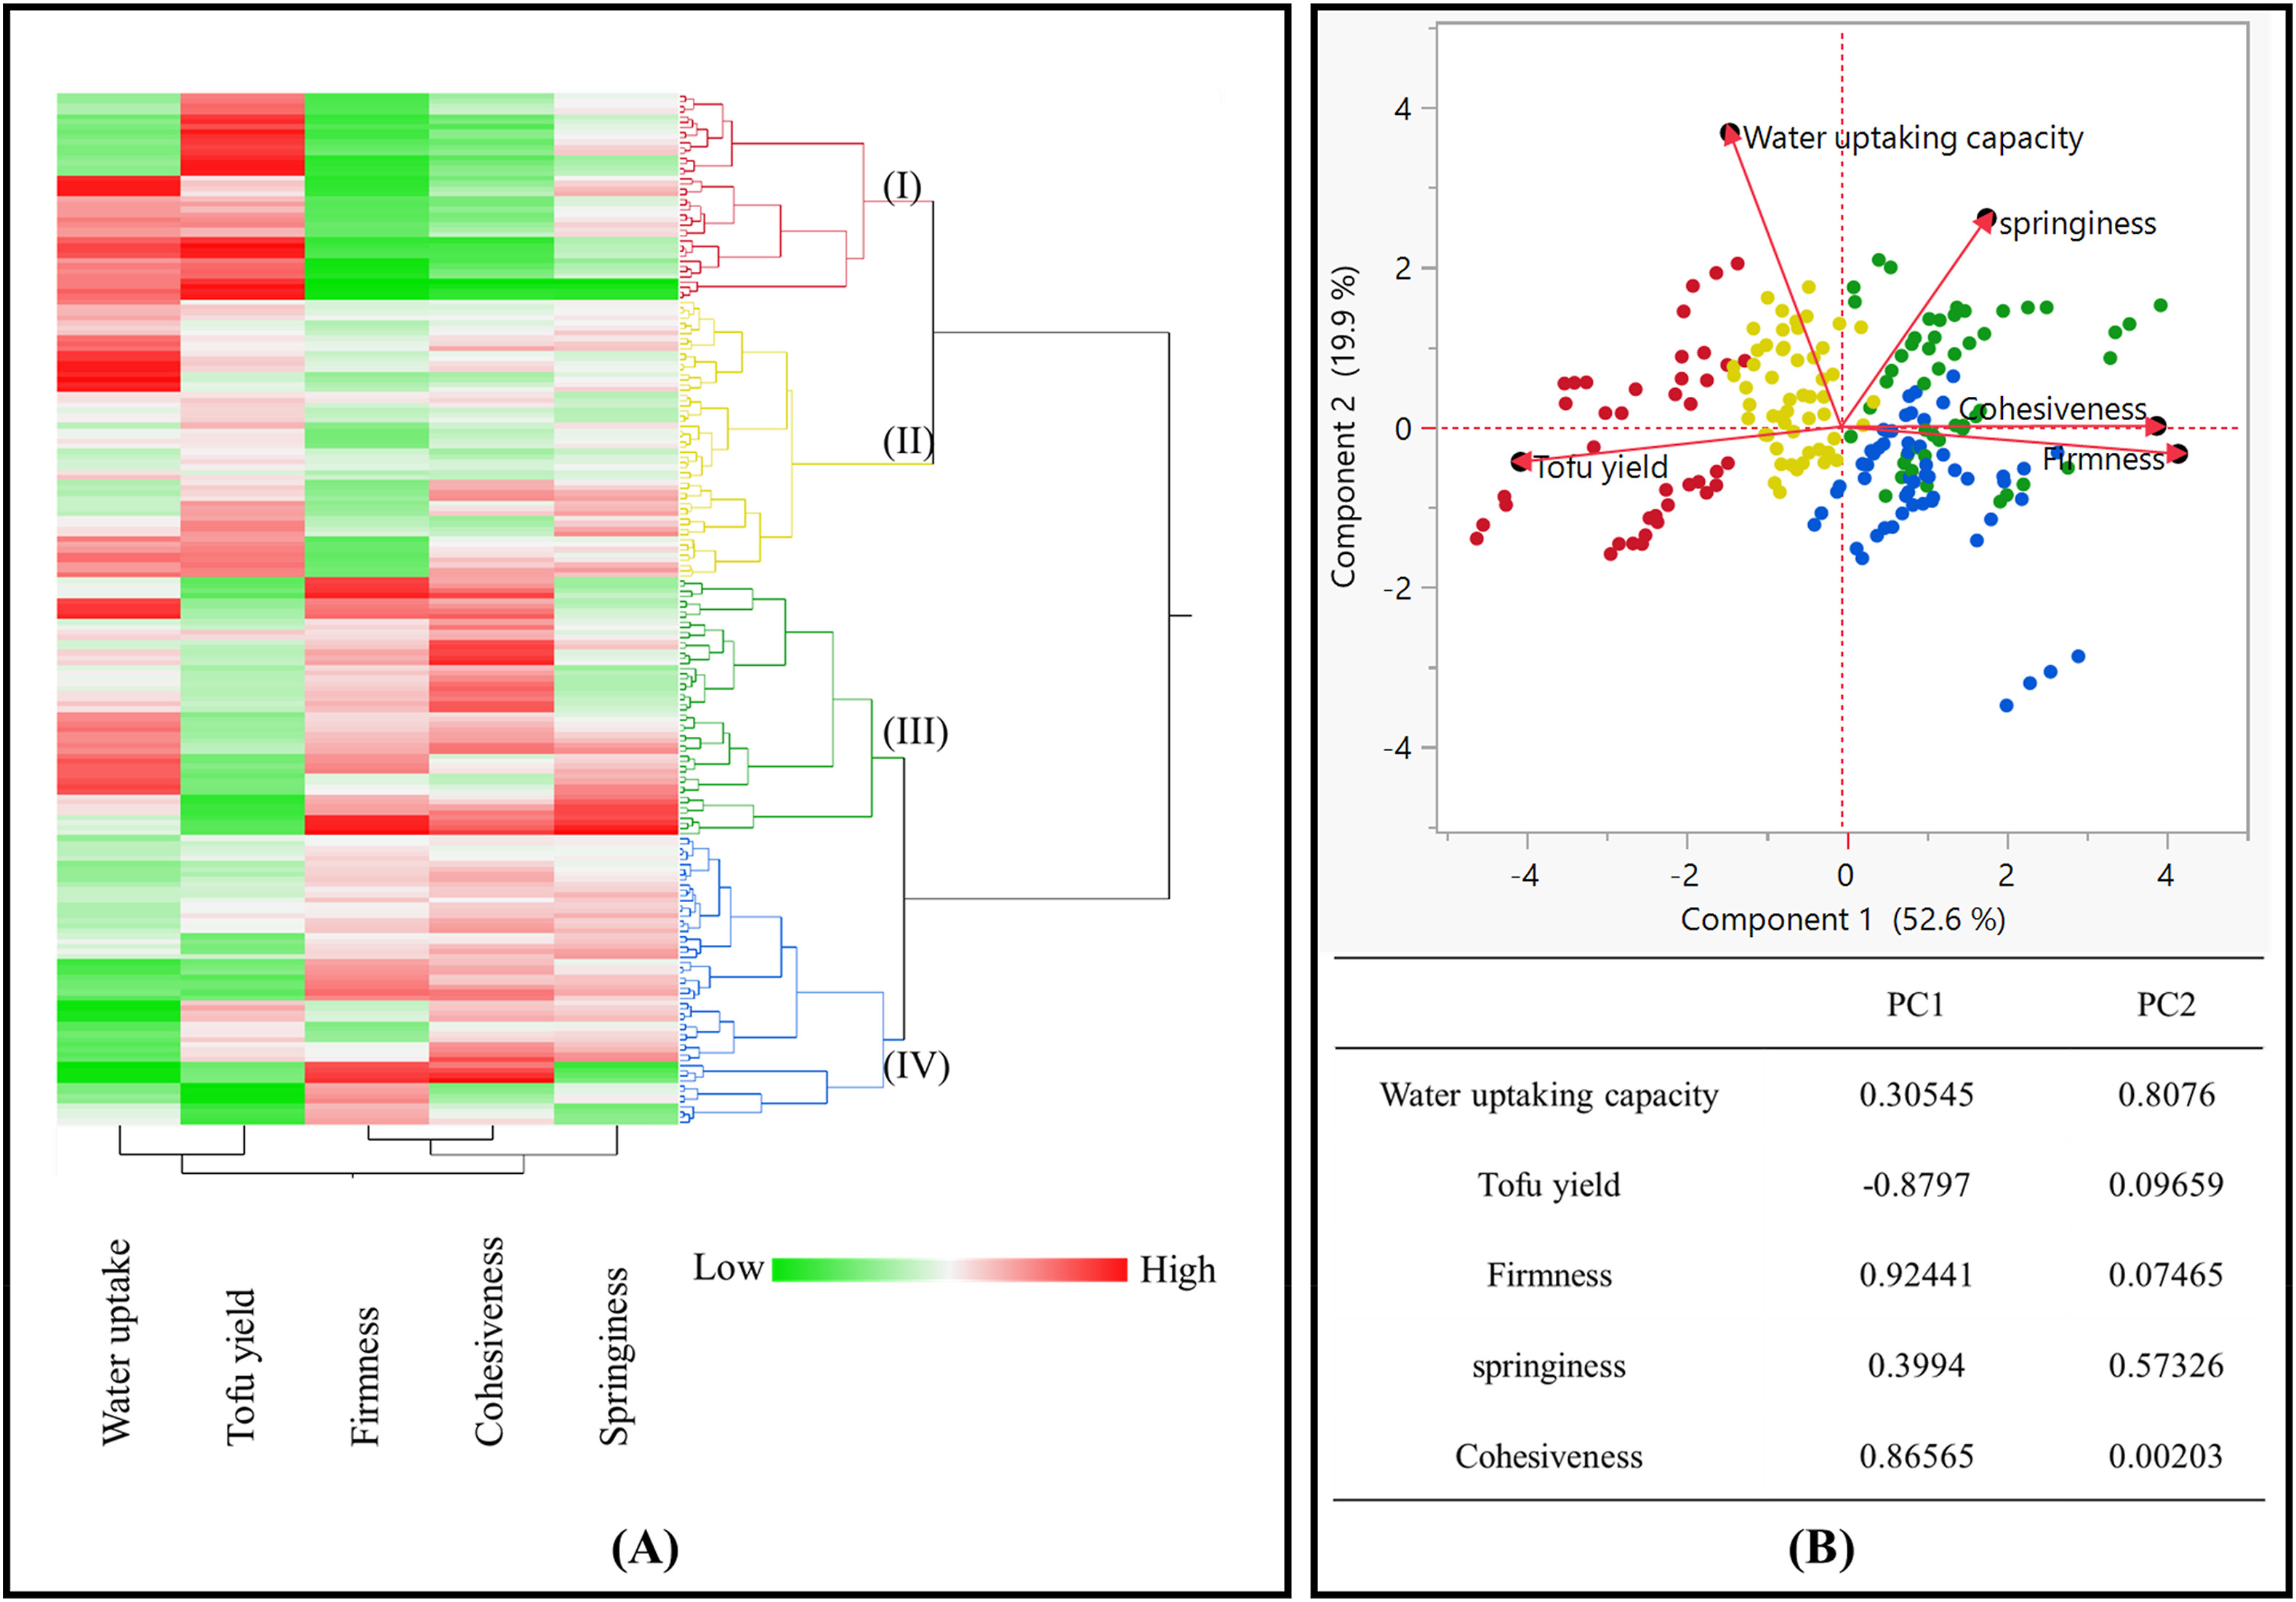 (I)
(II)
(III)
(IV)
Water uptake
Tofu yield
Firmness
Cohesiveness
Springiness
Low
High
(A)
4
2
0
-2
-4
Component 2 (19.9 %)
Water uptaking capacity
springiness
Cohesiveness
Firmness
Tofu yield
-4 -2 0 2 4
Component 1 (52.6 %)
PC1 PC2
Water uptaking capacity 0.30545 0.8076
Tofu yield -0.8797 0.09659
Firmness 0.92441 0.07465
springiness 0.3994 0.57326
Cohesiveness 0.86565 0.00203
(B)